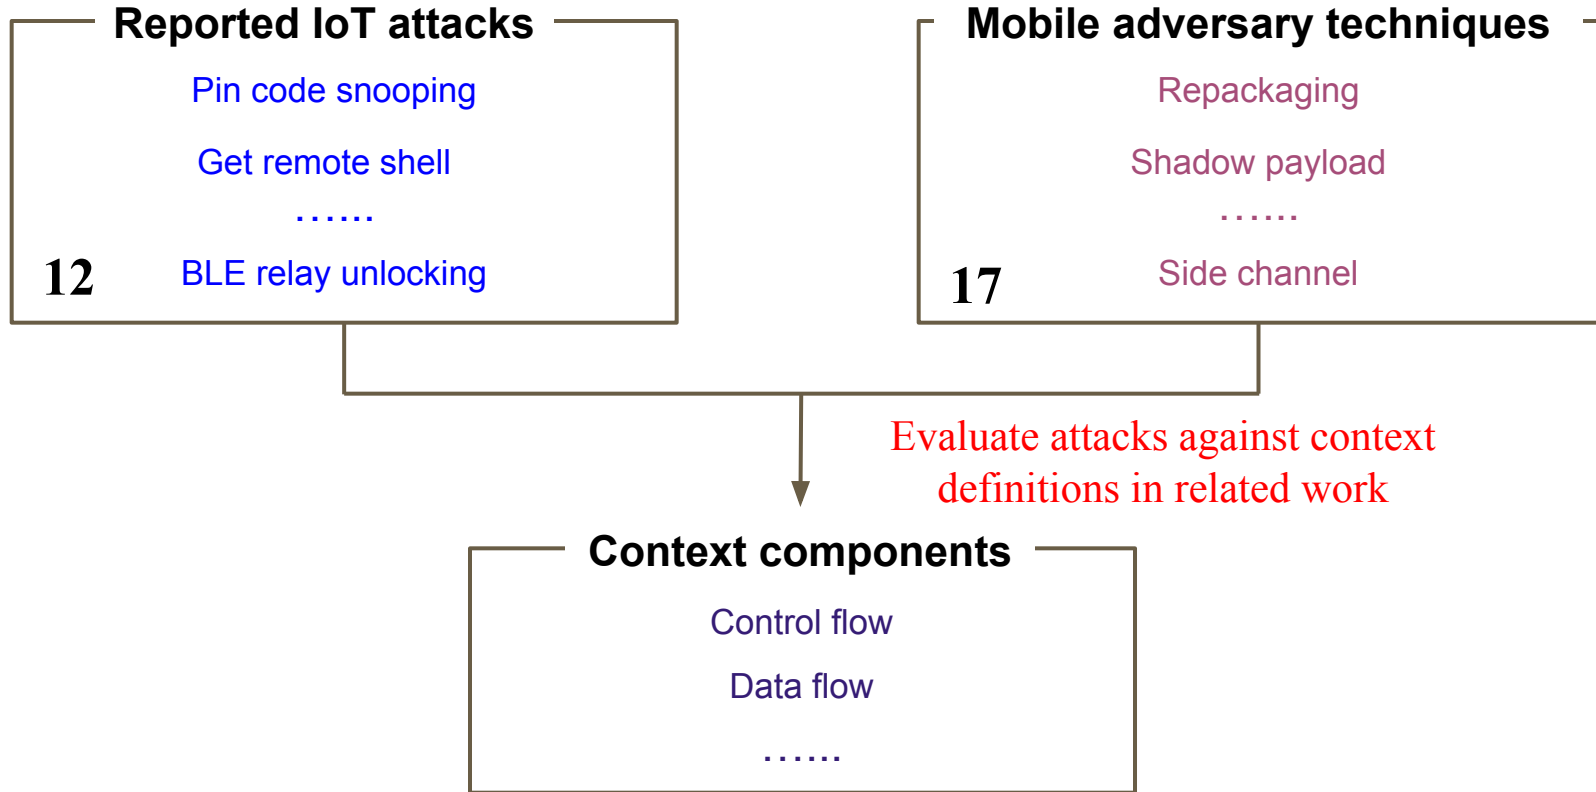 Reported IoT attacks
Pin code snooping
Get remote shell
......
12
BLE relay unlocking
Mobile adversary techniques
Repackaging
Shadow payload
......
17
Side channel
Evaluate attacks against context
definitions in related work
Context components
Control flow
Data flow
......